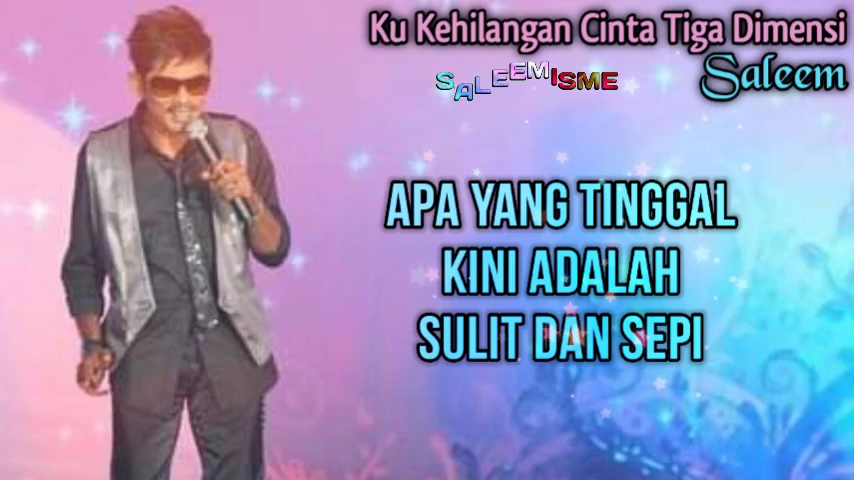 Ku Kehilangan Cinta Tiga Dimensi
SALEEMISME
Saleem
APA YANG TINGGAL
KINI ADALAH
SULIT DAN SEPI